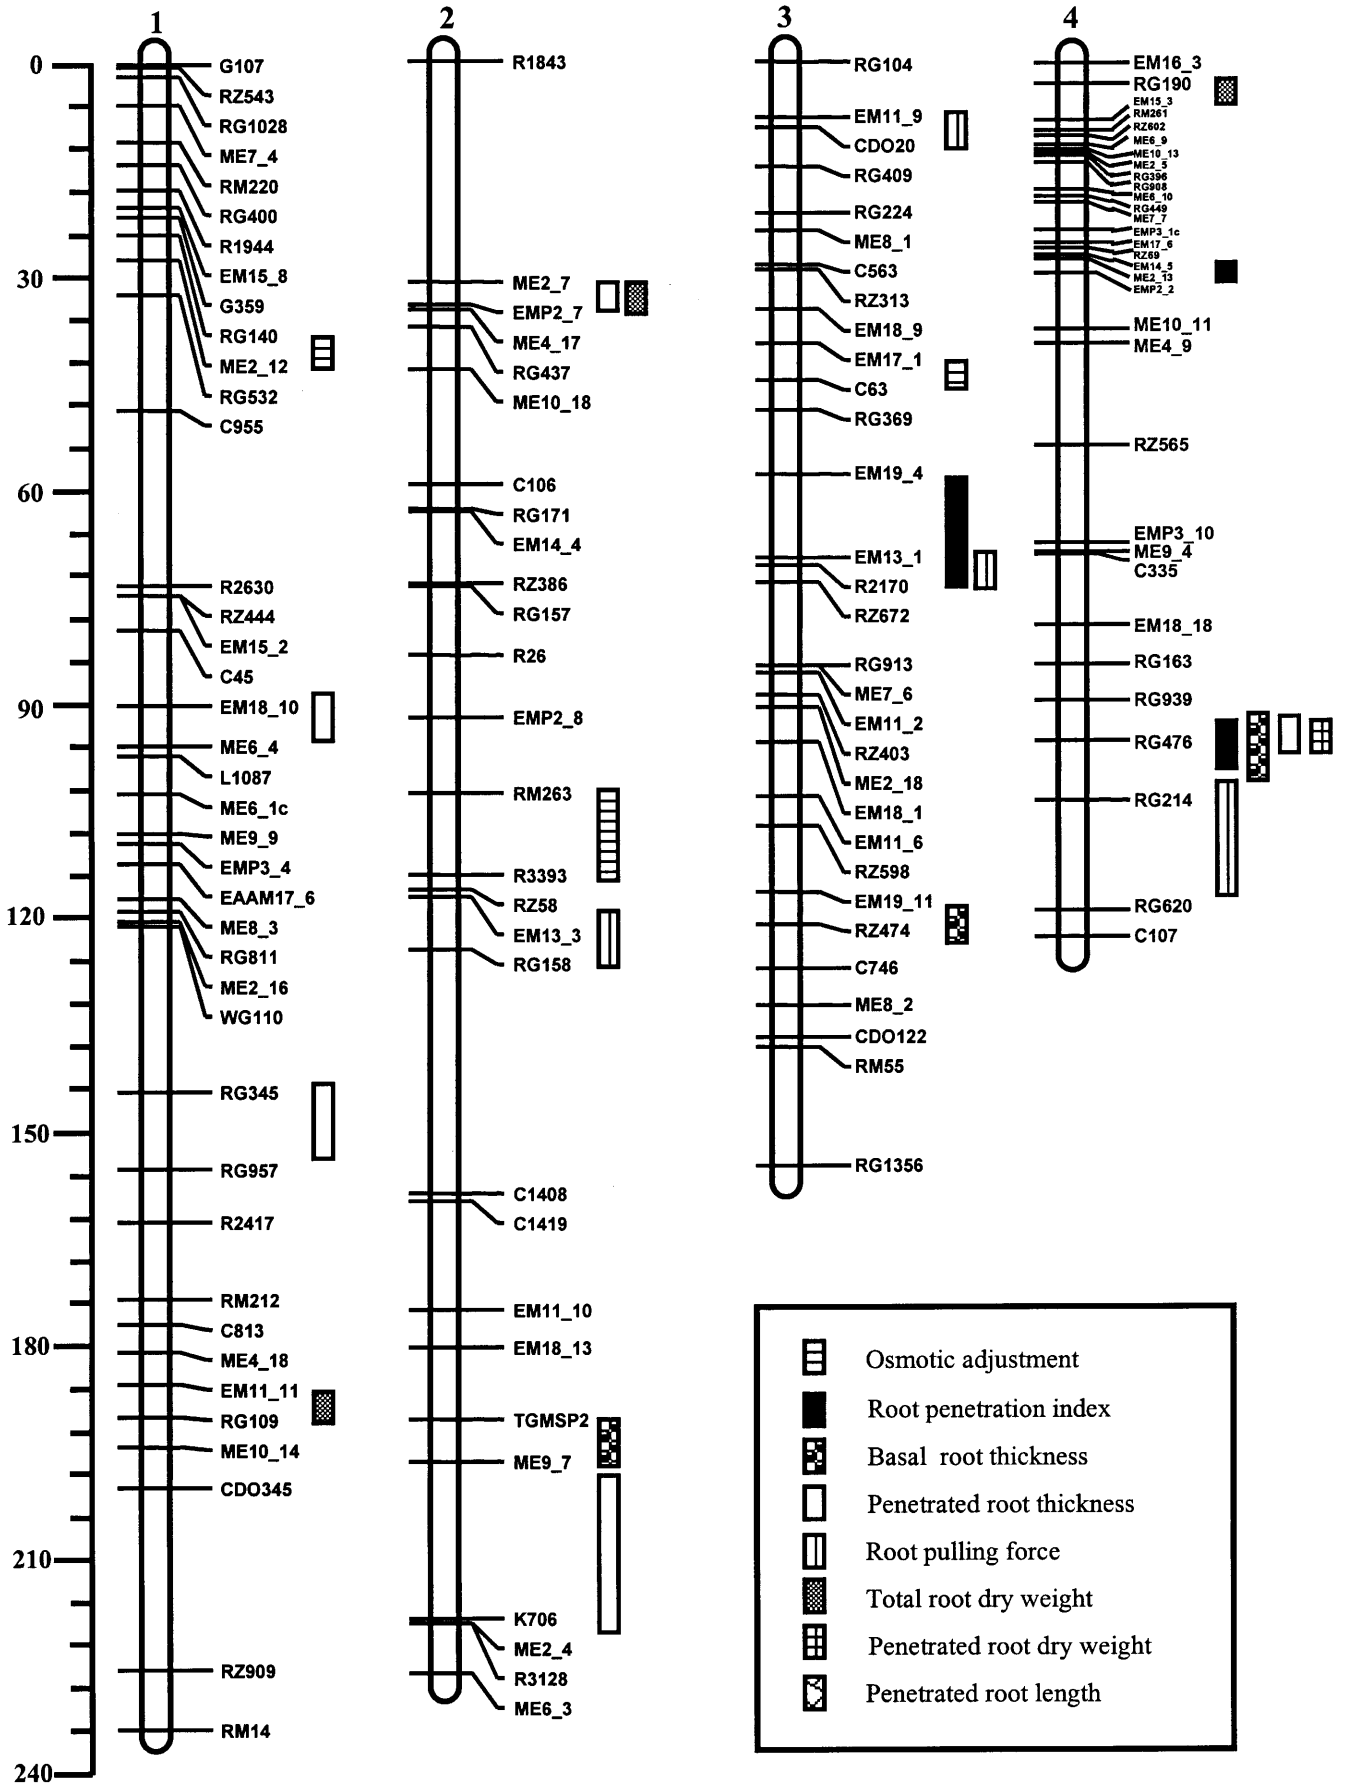 1
2
3
4
0
30
60
90
120
150
180
210
240
G107
RZ543
RG1028
ME7_4
RM220
RG400
R1944
EM15_8
G359
RG140
ME2_12
RG532
C955
R2630
RZ444
EM15_2
C45
EM18_10
ME6_4
L1087
ME6_1c
ME9_9
EMP3_4
EAAM17_6
ME8_3
RG811
ME2_16
WG110
RG345
RG957
R2417
RM212
C813
ME4_18
EM11_11
RG109
ME10_14
CDO345
RZ909
RM14
R1843
ME2_7
EMP2_7
ME4_17
RG437
ME10_18
C106
RG171
EM14_4
RZ386
RG157
R26
EMP2_8
RM263
R3393
RZ58
EM13_3
RG158
C1408
C1419
EM11_10
EM18_13
TGMSP2
ME9_7
K706
ME2_4
R3128
ME6_3
RG104
EM11_9
CDO20
RG409
RG224
ME8_1
C563
RZ313
EM18_9
EM17_1
C63
RG369
EM19_4
EM13_1
R2170
RZ672
RG913
ME7_6
EM11_2
RZ403
ME2_18
EM18_1
EM11_6
RZ598
EM19_11
RZ474
C746
ME8_2
CDO122
RM55
RG1356
EM16_3
RG190
EM15_3
RM261
RZ602
ME6_9
ME10_13
ME2_5
RG396
RG908
ME6_10
RG449
ME7_7
EMP3_1c
EM17_6
RZ69
EM14_5
ME2_13
EMP2_2
ME10_11
ME4_9
RZ565
EMP3_10
ME9_4
C335
EM18_18
RG163
RG939
RG476
RG214
RG620
C107
Osmotic adjustment
Root penetration index
Basal root thickness
Penetrated root thickness
Root pulling force
Total root dry weight
Penetrated root dry weight
Penetrated root length